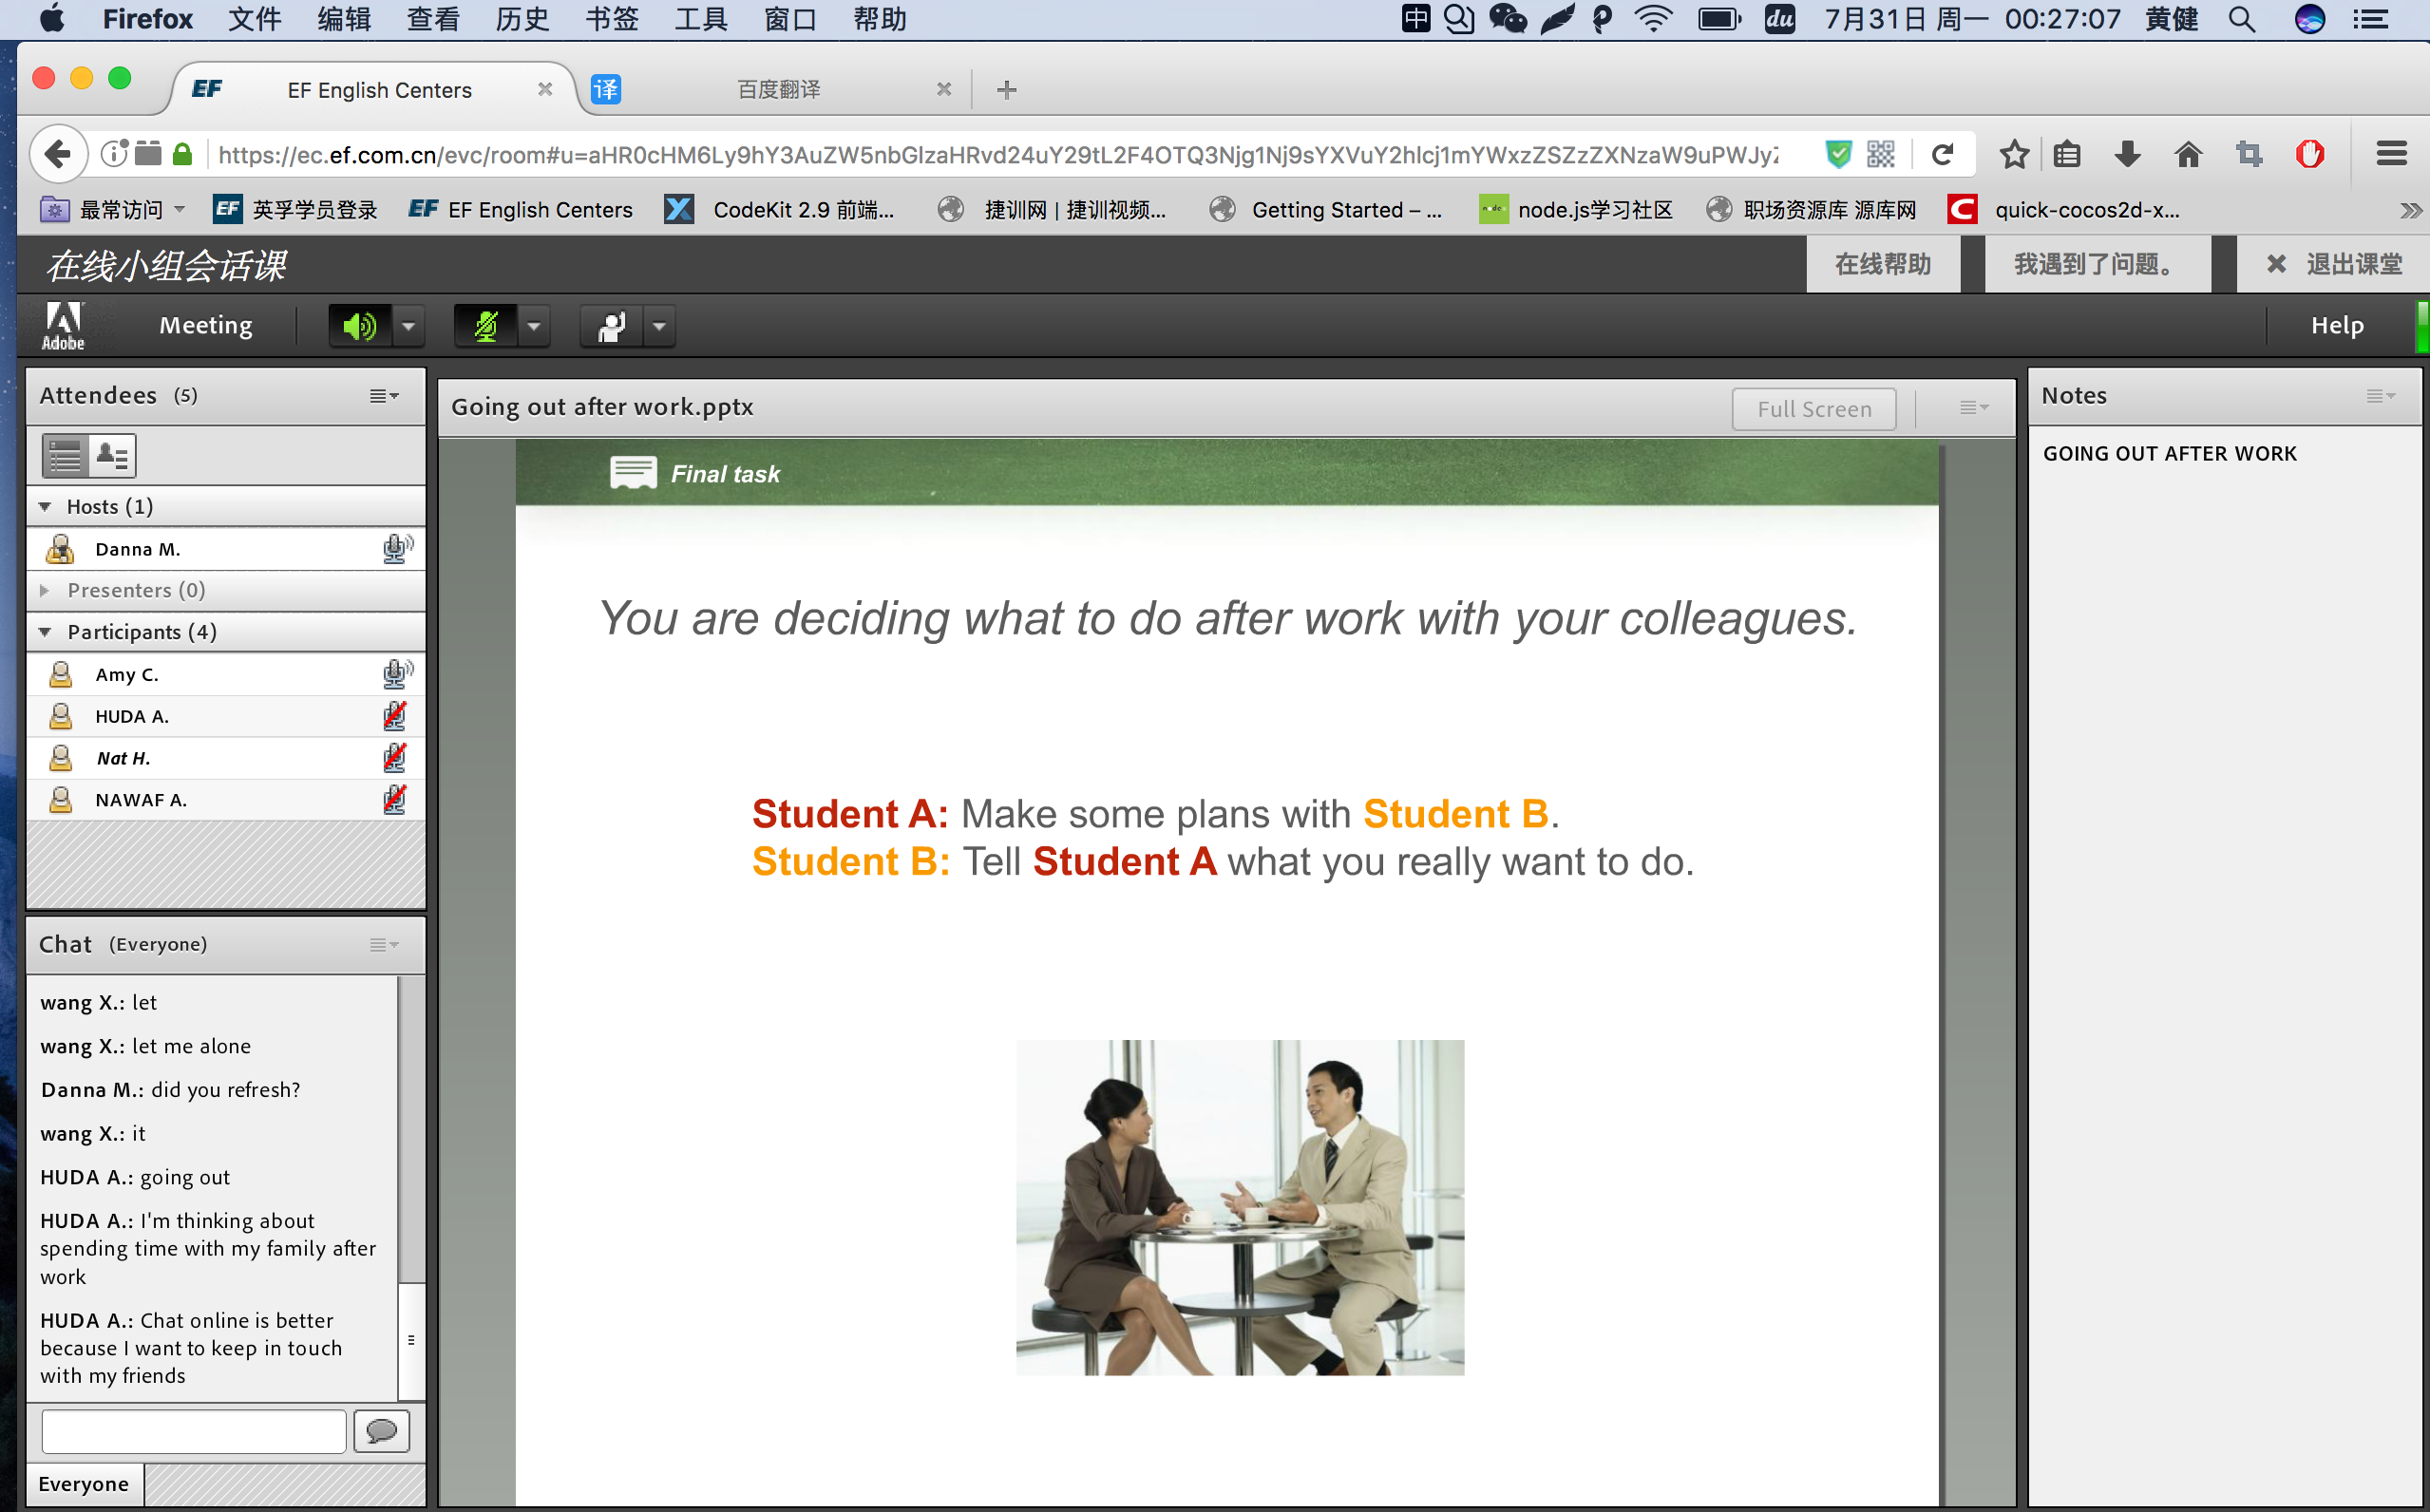 Firefox 文件 编辑 查看 历史 书签 工具 窗口 帮助 中 du 7月31日 周一 00:27:07 黄健
EF EF English Centers 译 百度翻译
https://ec.ef.com.cn/evc/room#u=aHR0cHM6Ly9hY3AuZW5nbGlzaHRvd24uY29tL2F4OTQ3Njg1Nj9sYXVuY2hlcj1mYWxzZSZzZXNzaW9uPWJyZ
最常访问 EF 英孚学员登录 EF EF English Centers CodeKit 2.9 前端... 捷训网 | 捷训视频... Getting Started – ... node.js学习社区 职场资源库 源库网 quick-cocos2d-x...
在线小组会话课 在线帮助 我遇到了问题。 退出课堂
Adobe Meeting Help
Attendees (5)
Hosts (1)
Danna M.
Presenters (0)
Participants (4)
Amy C.
HUDA A.
Nat H.
NAWAF A.
Chat (Everyone)
wang X.: let
wang X.: let me alone
Danna M.: did you refresh?
wang X.: it
HUDA A.: going out
HUDA A.: I'm thinking about
spending time with my family after
work
HUDA A.: Chat online is better
because I want to keep in touch
with my friends
Everyone
Going out after work.pptx Full Screen
Final task
You are deciding what to do after work with your colleagues.
Student A: Make some plans with Student B.
Student B: Tell Student A what you really want to do.
Notes
GOING OUT AFTER WORK